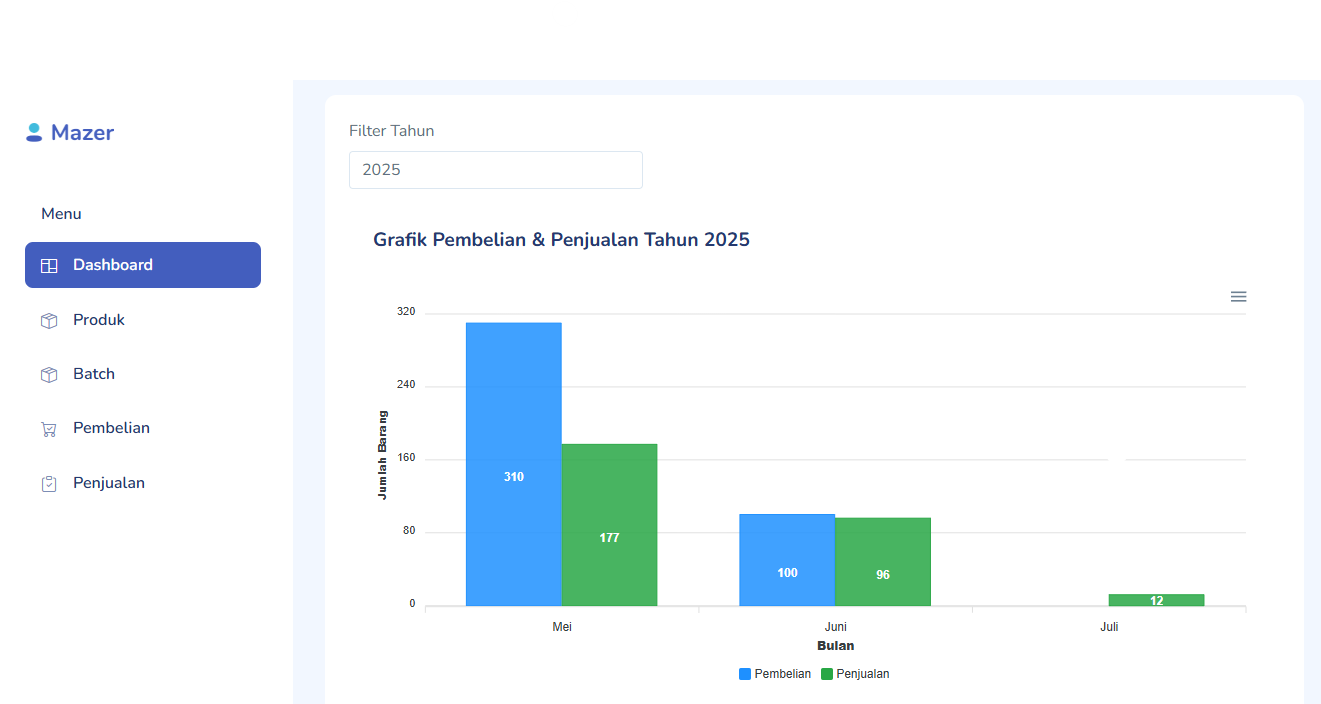 Mazer
Menu
Dashboard
Produk
Batch
Pembelian
Penjualan
Filter Tahun
2025
Grafik Pembelian & Penjualan Tahun 2025
320
240
160
80
0
Jumlah Barang
310
177
100
96
12
Mei
Juni
Juli
Bulan
Pembelian
Penjualan